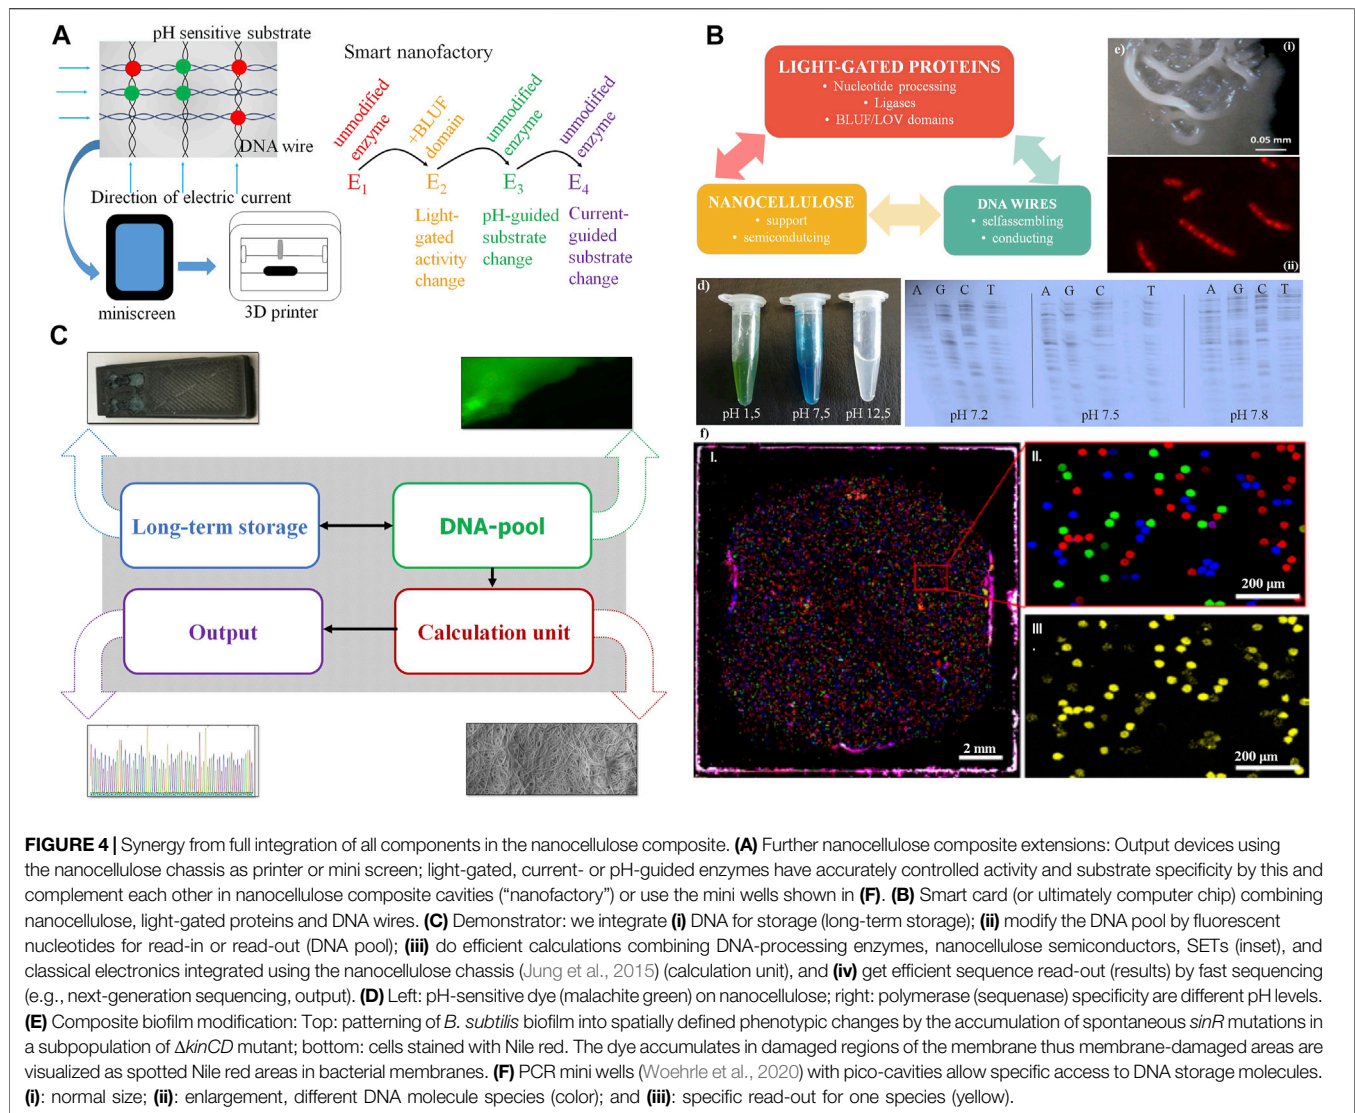 A
pH sensitive substrate
DNA wire
Direction of electric current
miniscreen
3D printer
Smart nanofactory
unmodified
enzyme
+BLUF
domain
unmodified
enzyme
unmodified
enzyme
E1
E2
E3
E4
Light-
gated
activity
change
pH-guided
substrate
change
Current-
guided
substrate
change
B
LIGHT-GATED PROTEINS
• Nucleotide processing
• Ligases
• BLUF/LOV domains
NANOCELLULOSE
• support
• semiconduteing
DNA WIRES
• selfassembling
• conducting
e)
(i)
0.05 mm
(ii)
d)
pH 1,5
pH 7,5
pH 12,5
A G C T
A G C T
A G C T
pH 7.2
pH 7.5
pH 7.8
C
Long-term storage
DNA-pool
Output
Calculation unit
f)
I.
2 mm
II.
200 µm
III
.
200 µm
FIGURE 4 | Synergy from full integration of all components in the nanocellulose composite. (A) Further nanocellulose composite extensions: Output devices using
the nanocellulose chassis as printer or mini screen; light-gated, current- or pH-guided enzymes have accurately controlled activity and substrate specificity by this and
complement each other in nanocellulose composite cavities (“nanofactory”) or use the mini wells shown in (F). (B) Smart card (or ultimately computer chip) combining
nanocellulose, light-gated proteins and DNA wires. (C) Demonstrator: we integrate (i) DNA for storage (long-term storage); (ii) modify the DNA pool by fluorescent
nucleotides for read-in or read-out (DNA pool); (iii) do efficient calculations combining DNA-processing enzymes, nanocellulose semiconductors, SETs (inset), and
classical electronics integrated using the nanocellulose chassis (Jung et al., 2015) (calculation unit), and (iv) get efficient sequence read-out (results) by fast sequencing
(e.g., next-generation sequencing, output). (D) Left: pH-sensitive dye (malachite green) on nanocellulose; right: polymerase (sequenase) specificity are different pH levels.
(E) Composite biofilm modification: Top: patterning of B. subtilis biofilm into spatially defined phenotypic changes by the accumulation of spontaneous sinR mutations in
a subpopulation of ΔkinCD mutant; bottom: cells stained with Nile red. The dye accumulates in damaged regions of the membrane thus membrane-damaged areas are
visualized as spotted Nile red areas in bacterial membranes. (F) PCR mini wells (Woehrle et al., 2020) with pico-cavities allow specific access to DNA storage molecules.
(i): normal size; (ii): enlargement, different DNA molecule species (color); and (iii): specific read-out for one species (yellow).